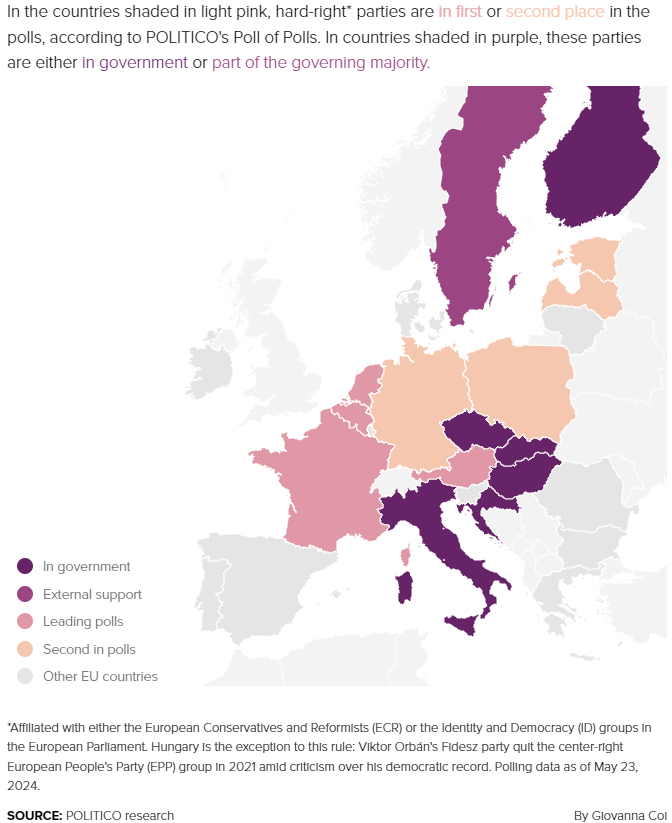 In the countries shaded in light pink, hard-right* parties are in first or second place in the
polls, according to POLITICO's Poll of Polls. In countries shaded in purple, these parties
are either in government or part of the governing majority.
In government
External support
Leading polls
Second in polls
Other EU countries
*Affiliated with either the European Conservatives and Reformists (ECR) or the Identity and Democracy (ID) groups in
the European Parliament. Hungary is the exception to this rule: Viktor Orbán's Fidesz party quit the center-right
European People's Party (EPP) group in 2021 amid criticism over his democratic record. Polling data as of May 23,
2024.
SOURCE: POLITICO research
By Giovanna Coi